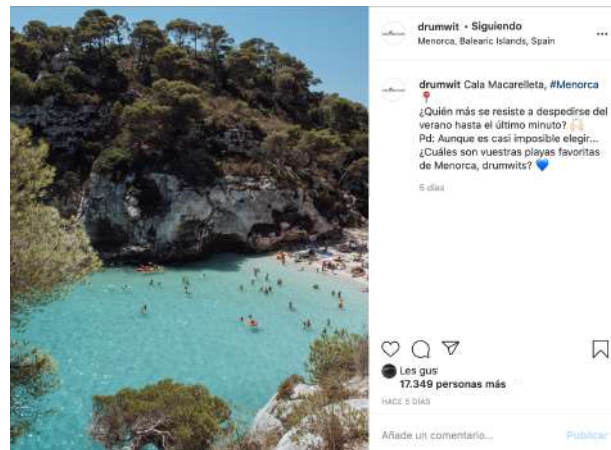 drumwit • Siguiendo
Menorca, Balearic Islands, Spain
drumwit Cala Macarelleta, #Menorca
📍
¿Quién más se resiste a despedirse del
verano hasta el último minuto? 🙌🏻
Pd: Aunque es casi imposible elegir...
¿Cuáles son vuestras playas favoritas
de Menorca, drumwits? 💙
5 días
Les gus
17.349 personas más
HACE 5 DÍAS
Añade un comentario...
Publicar